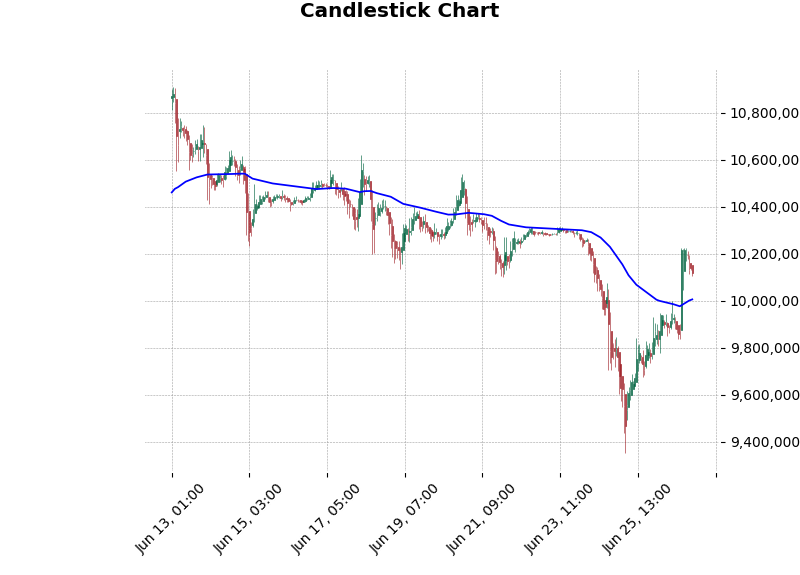 Candlestick Chart
10,800,00
10,600,00
10,400,00
10,200,00
10,000,00
9,800,000
9,600,000
9,400,000
Jun 13, 01:00
Jun 15, 03:00
Jun 17, 05:00
Jun 19, 07:00
Jun 21, 09:00
Jun 23, 11:00
Jun 25, 13:00